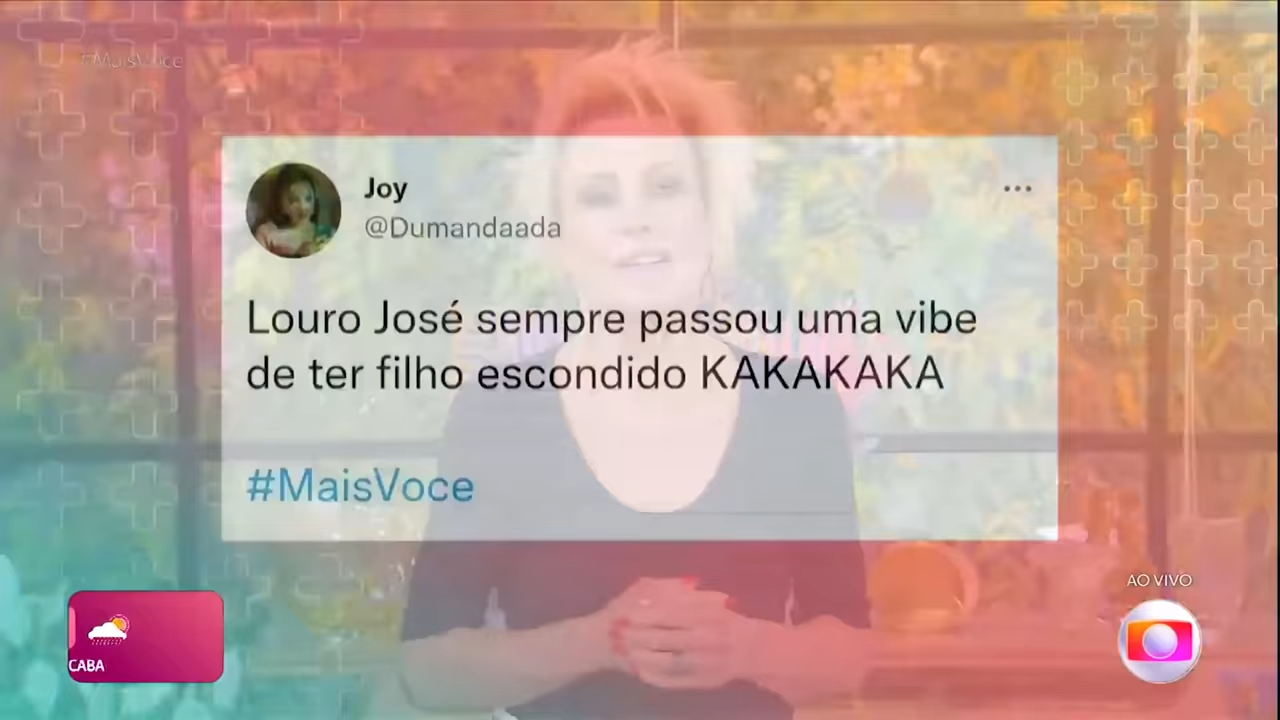 #MaisVoce
Joy
@Dumandaada
Louro José sempre passou uma vibe
de ter filho escondido KAKAKAKA
#MaisVoce
AO VIVO
CABA